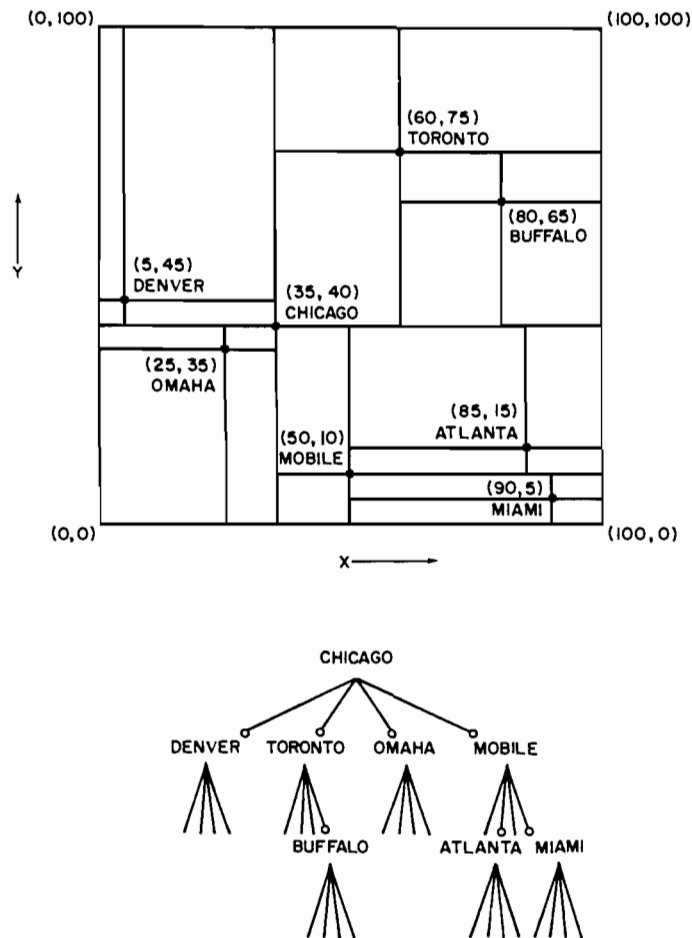 (0,100)
(100,100)
(60,75)
TORONTO
(80,65)
BUFFALO
Y
(5,45)
DENVER
(35,40)
CHICAGO
(25,35)
OMAHA
(85,15)
ATLANTA
(50,10)
MOBILE
(90,5)
MIAMI
(0,0)
(100,0)
X
CHICAGO
DENVER TORONTO OMAHA MOBILE
BUFFALO ATLANTA MIAMI